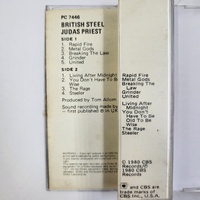 PC 7446
BRITISH STEEL
JUDAS PRIEST
SIDE 1
1. Rapid Fire
2. Metal Gods
3. Breaking The Law
4. Grinder
5. United
SIDE 2
1. Living After Midnight
2. You Don't Have To Be
Wise
3. The Rage
4. Steeler
Produced by Tom Allom
Sound recording made by
– first published in UK
Rapid Fire
Metal Gods
Breaking The
Law
Grinder
United
Living After
Midnight
You Don't
Have To Be
Old To Be
Wise
The Rage
Steeler
© 1980 CBS
Records/℗
1980 CBS
Records
and CBS are
trade marks of
CBS Inc., U.S.A.